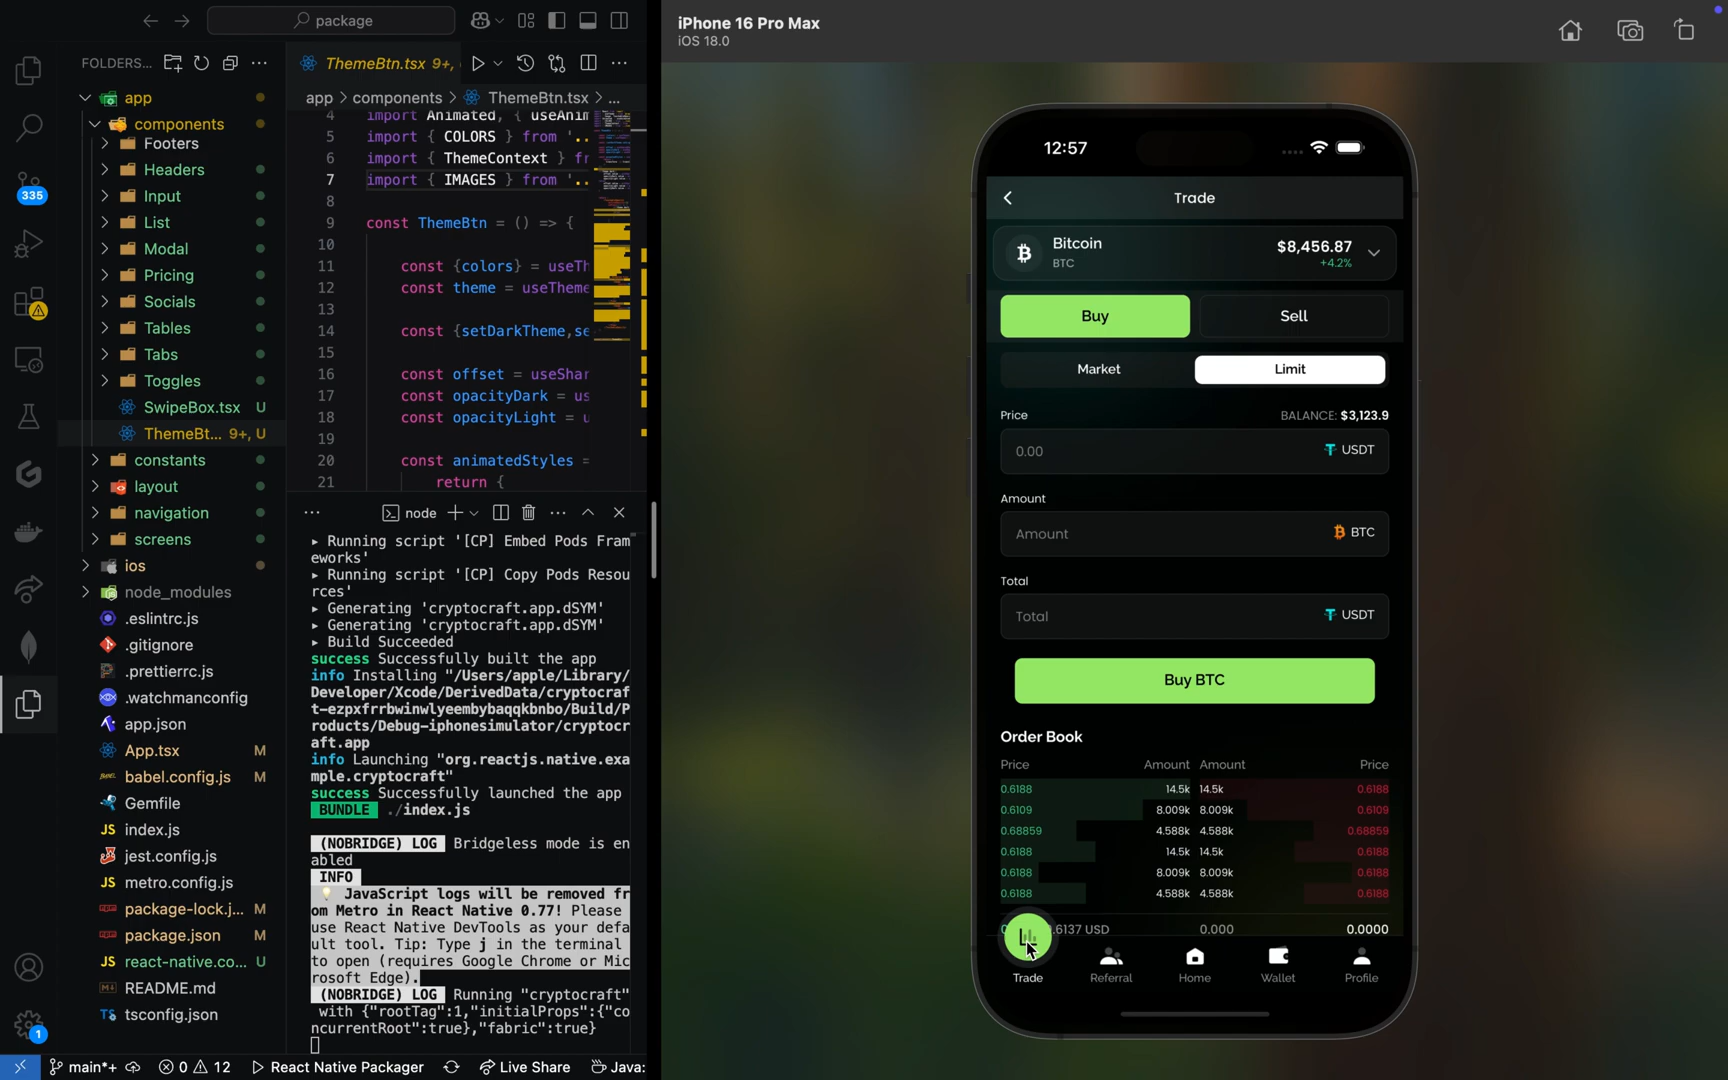 package
FOLDERS...
app
components
Footers
Headers
Input
List
Modal
Pricing
Socials
Tables
Tabs
Toggles
SwipeBox.tsx U
ThemeBt... 9+, U
constants
layout
navigation
screens
ios
node_modules
.eslintrc.js
.gitignore
.prettierrc.js
.watchmanconfig
app.json
App.tsx M
babel.config.js M
Gemfile
JS index.js
jest.config.js
JS metro.config.js
package-lock.j... M
package.json M
JS react-native.co... U
README.md
TS tsconfig.json
335
1
ThemeBtn.tsx 9+,
app > components > ThemeBtn.tsx > ...
4 import Animated, { useAnim
5 import { COLORS } from '..
6 import { ThemeContext } fr
7 import { IMAGES } from '..
8
9 const ThemeBtn = () => {
10
11 const {colors} = useTh
12 const theme = useTheme
13
14 const {setDarkTheme,se
15
16 const offset = useShar
17 const opacityDark = us
18 const opacityLight = u
19
20 const animatedStyles =
21 return {
... node
▸ Running script '[CP] Embed Pods Fram
eworks'
▸ Running script '[CP] Copy Pods Resou
rces'
▸ Generating 'cryptocraft.app.dSYM'
▸ Generating 'cryptocraft.app.dSYM'
▸ Build Succeeded
success Successfully built the app
info Installing "/Users/apple/Library/
Developer/Xcode/DerivedData/cryptocraf
t-ezpxfrrbwinwlyeembybaqqkbnbo/Build/P
roducts/Debug-iphonesimulator/cryptocr
aft.app
info Launching "org.reactjs.native.exa
mple.cryptocraft"
success Successfully launched the app
BUNDLE ./index.js
(NOBRIDGE) LOG Bridgeless mode is en
abled
INFO
💡 JavaScript logs will be removed fr
om Metro in React Native 0.77! Please
use React Native DevTools as your defa
ult tool. Tip: Type j in the terminal
to open (requires Google Chrome or Mic
rosoft Edge).
(NOBRIDGE) LOG Running "cryptocraft"
with {"rootTag":1,"initialProps":{"co
ncurrentRoot":true},"fabric":true}
main*+ 0 12 React Native Packager Live Share Java:
iPhone 16 Pro Max
iOS 18.0
12:57
Trade
Bitcoin $8,456.87
BTC +4.2%
Buy Sell
Market Limit
Price BALANCE: $3,123.9
0.00 USDT
Amount
Amount BTC
Total
Total USDT
Buy BTC
Order Book
Price Amount Amount Price
0.6188 14.5k 14.5k 0.6188
0.6109 8.009k 8.009k 0.6109
0.68859 4.588k 4.588k 0.68859
0.6188 14.5k 14.5k 0.6188
0.6188 8.009k 8.009k 0.6188
0.6188 4.588k 4.588k 0.6188
.6137 USD 0.000 0.0000
Trade Referral Home Wallet Profile